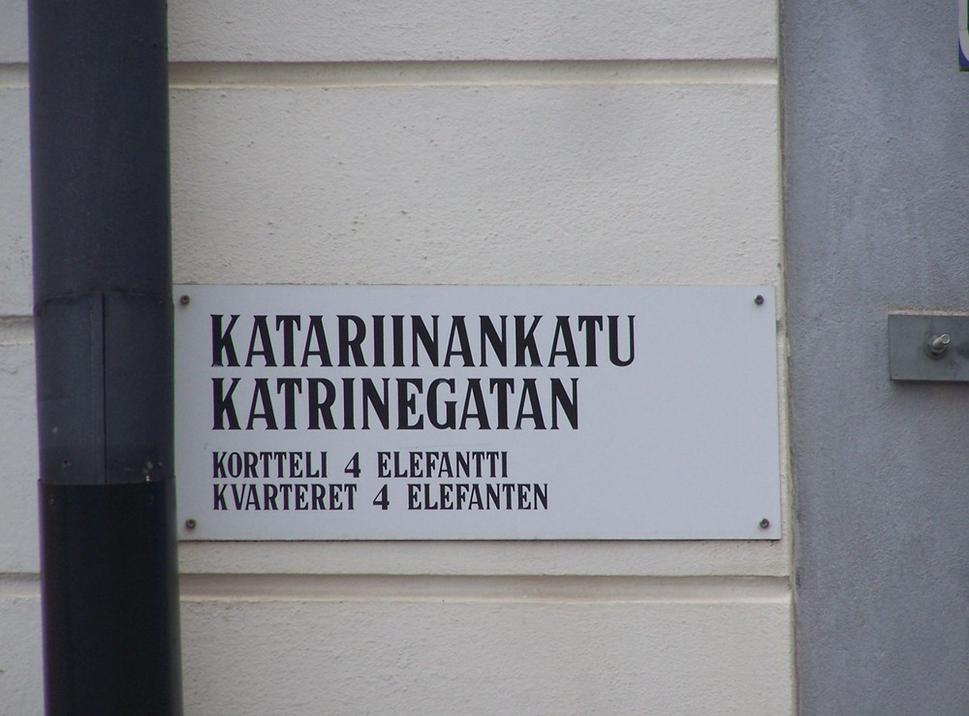 KATARIINANKATU
KATRINEGATAN
KORTTELI 4 ELEFANTTI
KVARTERET 4 ELEFANTEN